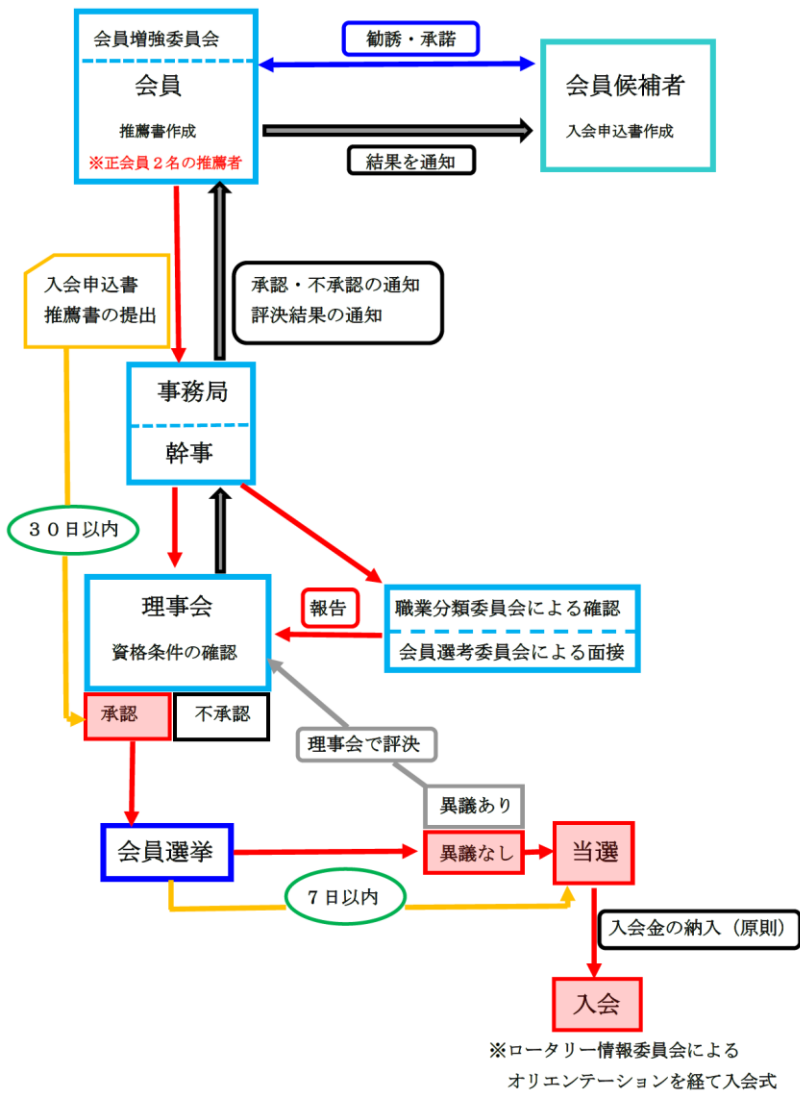 会員増強委員会
会員
推薦書作成
※正会員２名の推薦者
勧誘・承諾
結果を通知
会員候補者
入会申込書作成
入会申込書
推薦書の提出
承認・不承認の通知
評決結果の通知
事務局
幹事
３０日以内
理事会
資格条件の確認
報告
職業分類委員会による確認
会員選考委員会による面接
承認
不承認
理事会で評決
異議あり
会員選挙
異議なし
当選
７日以内
入会金の納入（原則）
入会
※ロータリー情報委員会による
オリエンテーションを経て入会式